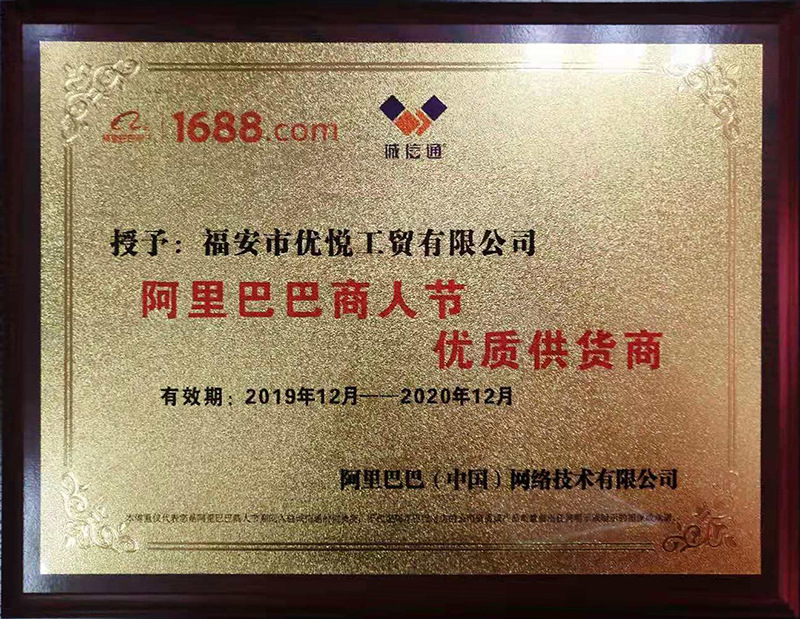 1688.com
诚信通
授予：福安市优悦工贸有限公司
阿里巴巴商人节
优质供货商
有效期：2019年12月——2020年12月
阿里巴巴（中国）网络技术有限公司